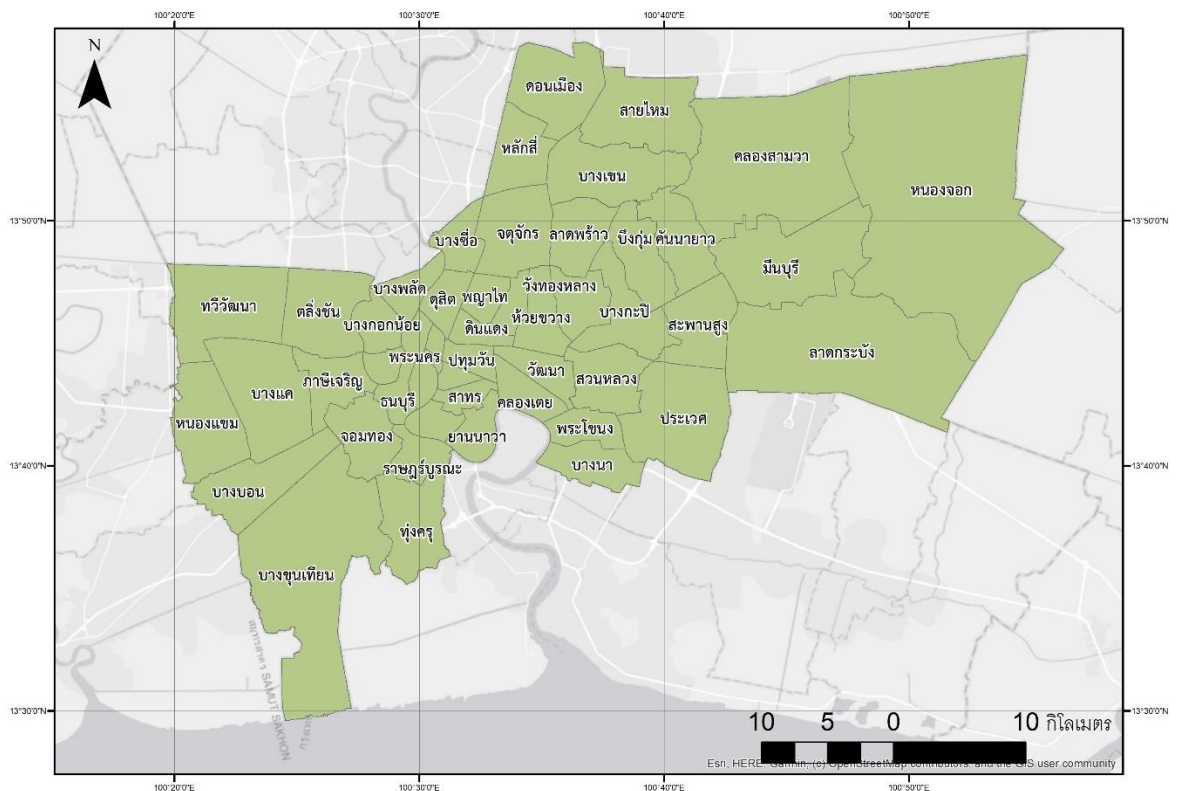 100°20'0"E 100°30'0"E 100°40'0"E 100°50'0"E
N
ดอนเมือง
สายไหม
หลักสี่
คลองสามวา
บางเขน
หนองจอก
13°50'0"N 13°50'0"N
บางซื่อ จตุจักร ลาดพร้าว บึงกุ่ม คันนายาว
มีนบุรี
บางพลัด ดุสิต พญาไท วังทองหลาง
ทวีวัฒนา ตลิ่งชัน บางกอกน้อย ดินแดง ห้วยขวาง บางกะปิ สะพานสูง
ลาดกระบัง
พระนคร ปทุมวัน วัฒนา สวนหลวง
บางแค ภาษีเจริญ ธนบุรี สาทร คลองเตย
หนองแขม ประเวศ
จอมทอง ยานนาวา พระโขนง
ราษฎร์บูรณะ บางนา
13°40'0"N 13°40'0"N
บางบอน
ทุ่งครุ
บางขุนเทียน
สมุทรสาคร SAMUT SAKHON
13°30'0"N 13°30'0"N
10 5 0 10 กิโลเมตร
Esri, HERE, Garmin, (c) OpenStreetMap contributors, and the GIS user community
100°20'0"E 100°30'0"E 100°40'0"E 100°50'0"E